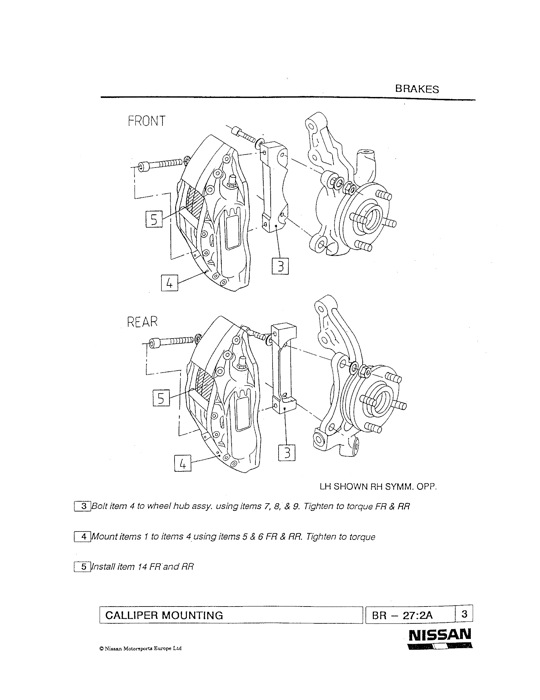 BRAKES
FRONT
5
4
3
REAR
5
4
3
LH SHOWN RH SYMM. OPP.
3 Bolt item 4 to wheel hub assy. using items 7, 8, & 9. Tighten to torque FR & RR
4 Mount items 1 to items 4 using items 5 & 6 FR & RR. Tighten to torque
5 Install item 14 FR and RR
CALLIPER MOUNTING BR – 27:2A 3
NISSAN
© Nissan Motorsports Europe Ltd